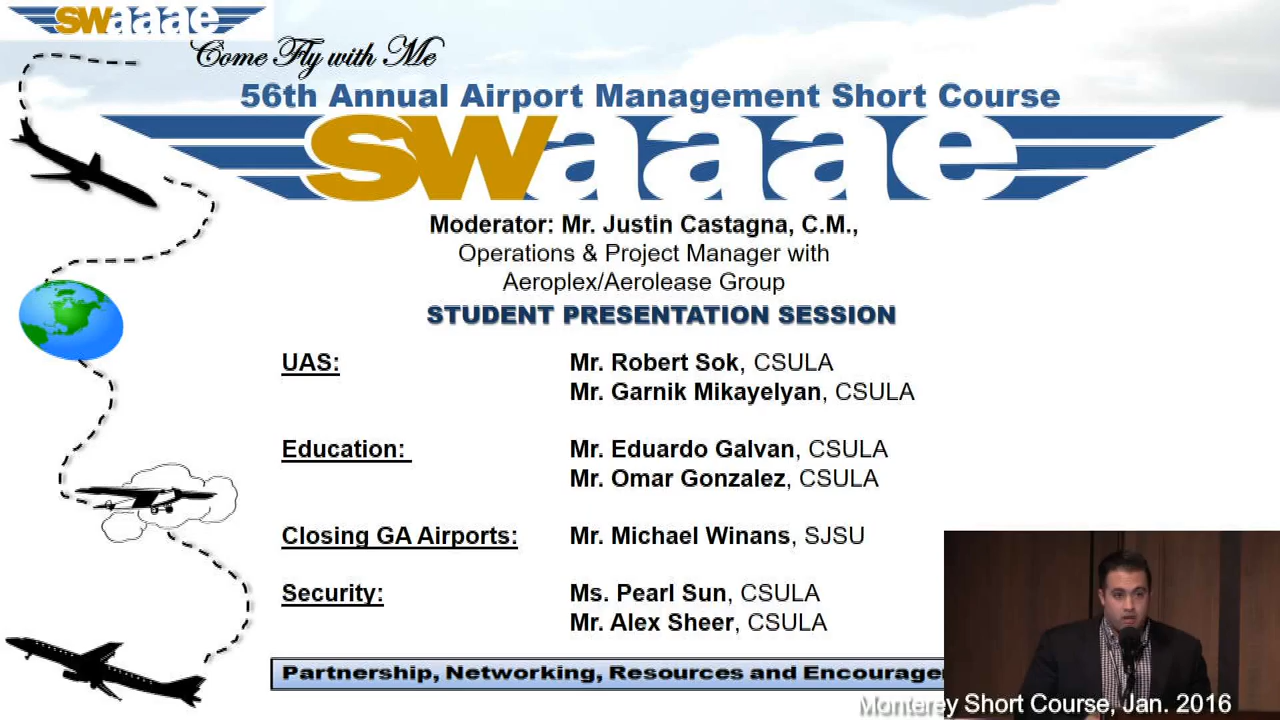 swaaae
Come Fly with Me
56th Annual Airport Management Short Course
swaaae
Moderator: Mr. Justin Castagna, C.M.,
Operations & Project Manager with
Aeroplex/Aerolease Group
STUDENT PRESENTATION SESSION
UAS: Mr. Robert Sok, CSULA
Mr. Garnik Mikayelyan, CSULA
Education: Mr. Eduardo Galvan, CSULA
Mr. Omar Gonzalez, CSULA
Closing GA Airports: Mr. Michael Winans, SJSU
Security: Ms. Pearl Sun, CSULA
Mr. Alex Sheer, CSULA
Partnership, Networking, Resources and Encourage
Monterey Short Course, Jan. 2016